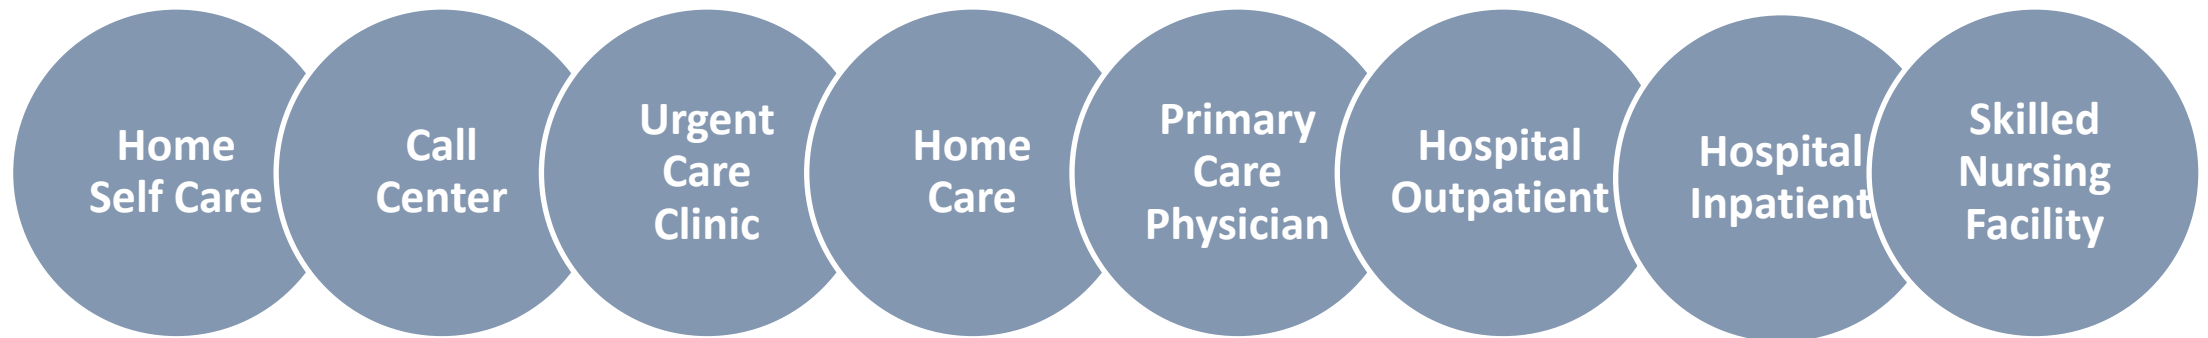 Home
Self Care
Call
Center
Urgent
Care
Clinic
Home
Care
Primary
Care
Physician
Hospital
Outpatient
Hospital
Inpatient
Skilled
Nursing
Facility